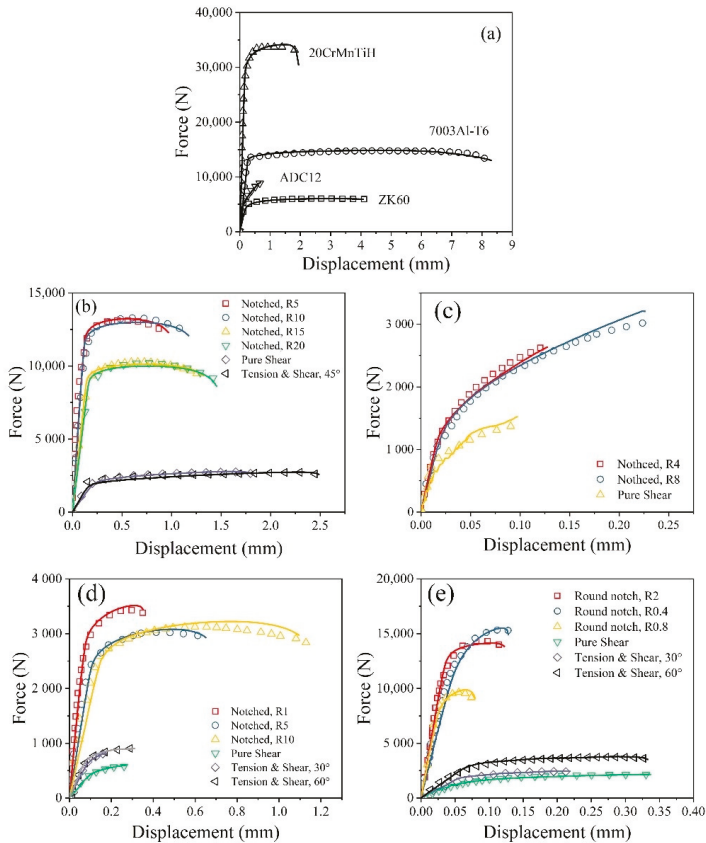 40,000
(a)
20CrMnTiH
30,000
Force (N)
20,000
7003Al-T6
ADC12
10,000
ZK60
0
0 1 2 3 4 5 6 7 8 9
Displacement (mm)
15,000
(b)
Notched, R5
Notched, R10
Notched, R15
Notched, R20
Pure Shear
Tension & Shear, 45°
10,000
Force (N)
5 000
0
0.0 0.5 1.0 1.5 2.0 2.5
Displacement (mm)
(c)
3 000
2 000
Force (N)
1 000
Nothced, R4
Nothced, R8
Pure Shear
0
0.00 0.05 0.10 0.15 0.20 0.25
Displacement (mm)
4 000
(d)
3 000
Force (N)
2 000
Notched, R1
Notched, R5
Notched, R10
Pure Shear
Tension & Shear, 30°
Tension & Shear, 60°
1 000
0
0.0 0.2 0.4 0.6 0.8 1.0 1.2
Displacement (mm)
20,000
(e)
Round notch, R2
Round notch, R0.4
Round notch, R0.8
Pure Shear
Tension & Shear, 30°
Tension & Shear, 60°
15,000
Force (N)
10,000
5 000
0
0.00 0.05 0.10 0.15 0.20 0.25 0.30 0.35 0.40
Displacement (mm)